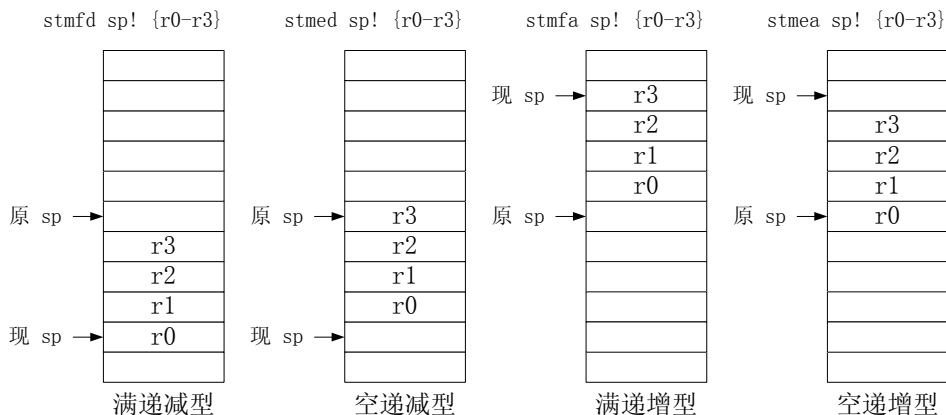 stmfd sp! {r0-r3}
stmed sp! {r0-r3}
stmfa sp! {r0-r3}
stmea sp! {r0-r3}
原 sp
r3
r2
r1
现 sp
r0
满递减型
原 sp
r3
r2
r1
r0
现 sp
空递减型
现 sp
r3
r2
r1
r0
原 sp
满递增型
现 sp
r3
r2
r1
原 sp
r0
空递增型